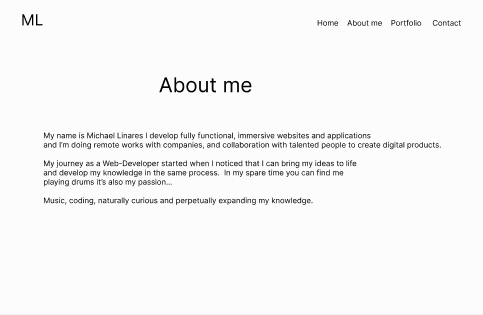 ML
Home About me Portfolio Contact
About me
My name is Michael Linares I develop fully functional, immersive websites and applications
and I'm doing remote works with companies, and collaboration with talented people to create digital products.
My journey as a Web-Developer started when I noticed that I can bring my ideas to life
and develop my knowledge in the same process. In my spare time you can find me
playing drums it's also my passion...
Music, coding, naturally curious and perpetually expanding my knowledge.